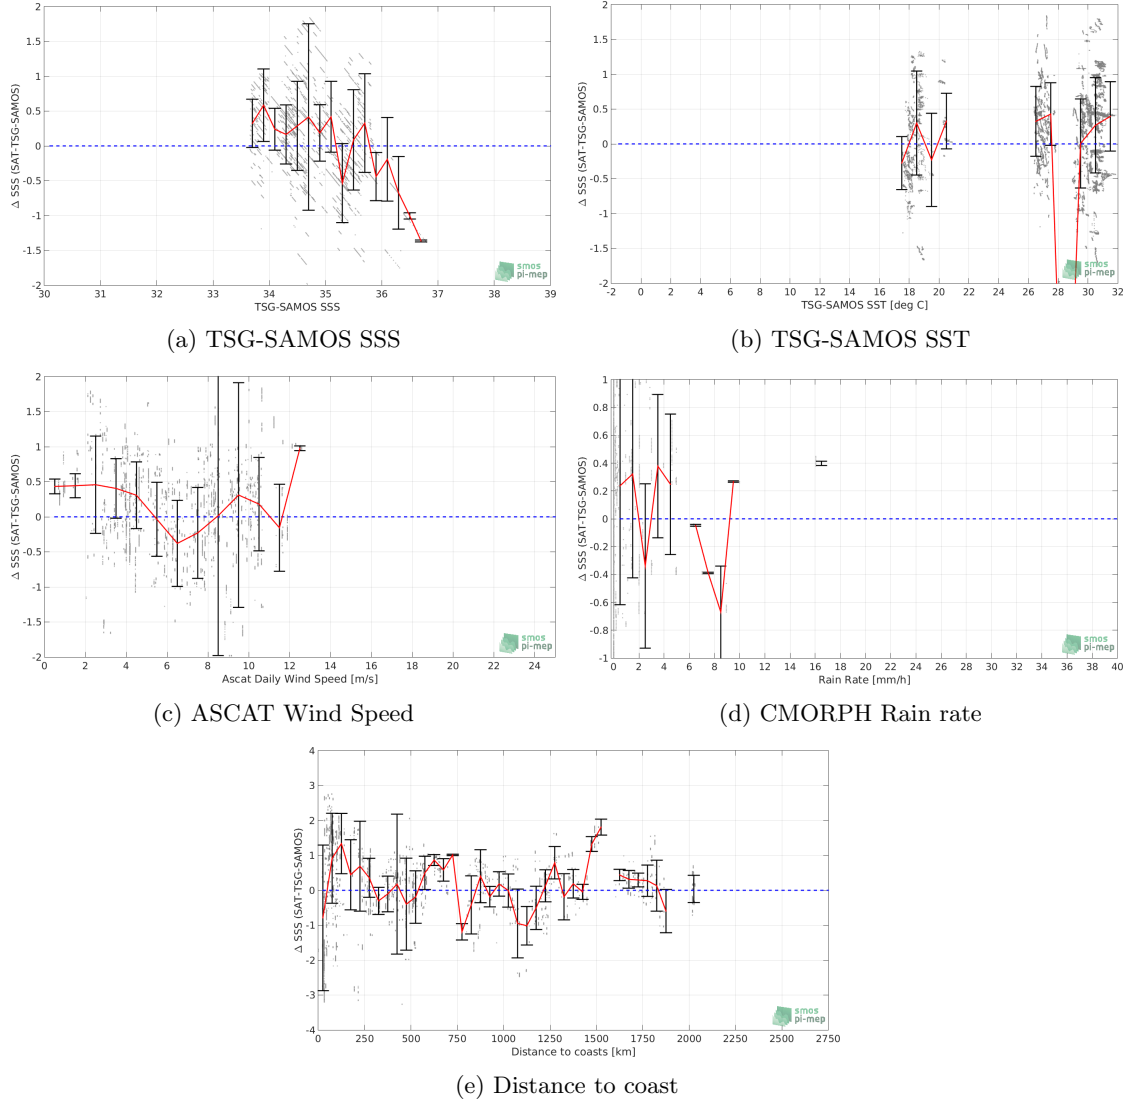 2
1.5
1
0.5
0
-0.5
-1
-1.5
-2
Δ SSS (SAT-TSG-SAMOS)
30 31 32 33 34 35 36 37 38 39
TSG-SAMOS SSS
smos
pi-mep
(a) TSG-SAMOS SSS
2
1.5
1
0.5
0
-0.5
-1
-1.5
-2
Δ SSS (SAT-TSG-SAMOS)
-2 0 2 4 6 8 10 12 14 16 18 20 22 24 26 28 30 32
TSG-SAMOS SST [deg C]
smos
pi-mep
(b) TSG-SAMOS SST
2
1.5
1
0.5
0
-0.5
-1
-1.5
-2
Δ SSS (SAT-TSG-SAMOS)
0 2 4 6 8 10 12 14 16 18 20 22 24
Ascat Daily Wind Speed [m/s]
smos
pi-mep
(c) ASCAT Wind Speed
1
0.8
0.6
0.4
0.2
0
-0.2
-0.4
-0.6
-0.8
-1
Δ SSS (SAT-TSG-SAMOS)
0 2 4 6 8 10 12 14 16 18 20 22 24 26 28 30 32 34 36 38 40
Rain Rate [mm/h]
smos
pi-mep
(d) CMORPH Rain rate
4
3
2
1
0
-1
-2
-3
-4
Δ SSS (SAT-TSG-SAMOS)
0 250 500 750 1000 1250 1500 1750 2000 2250 2500 2750
Distance to coasts [km]
smos
pi-mep
(e) Distance to coast